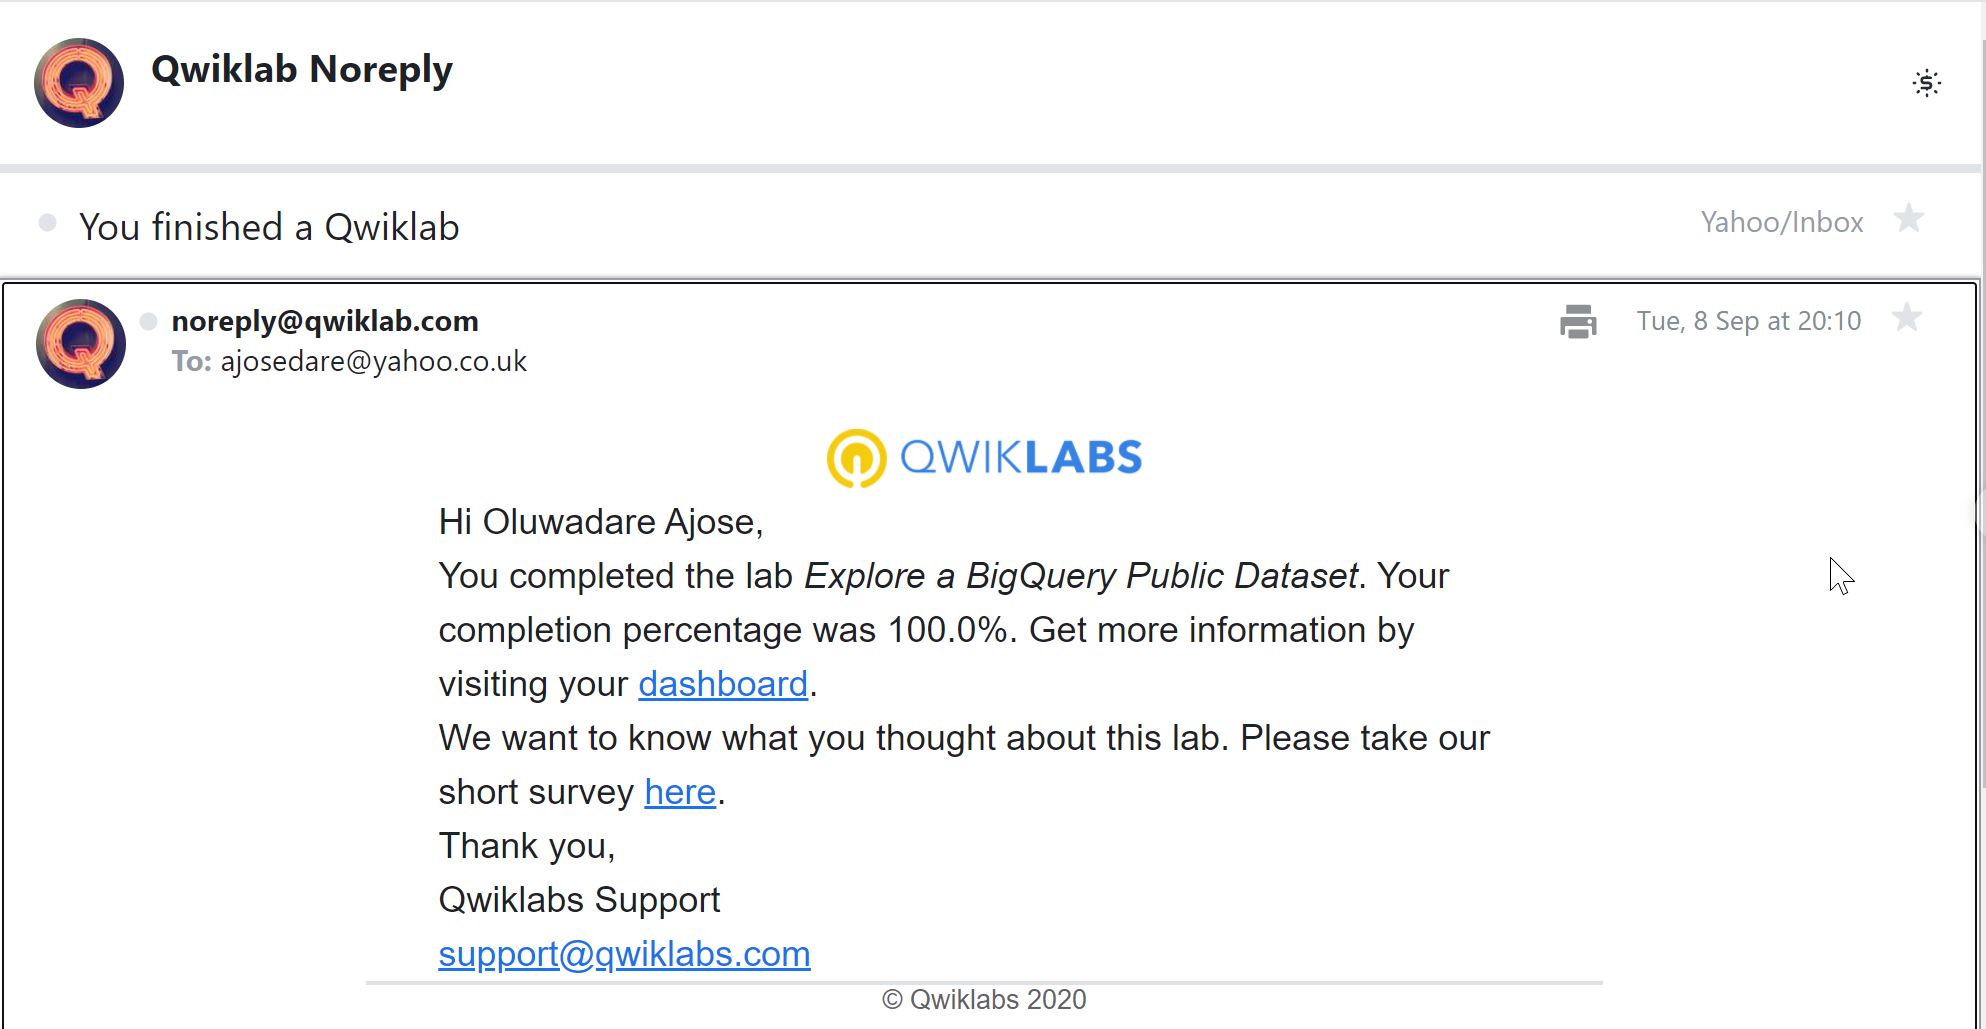 Qwiklab Noreply
You finished a Qwiklab
Yahoo/Inbox
noreply@qwiklab.com
Tue, 8 Sep at 20:10
To: ajosedare@yahoo.co.uk
QWIKLABS
Hi Oluwadare Ajose,
You completed the lab Explore a BigQuery Public Dataset. Your
completion percentage was 100.0%. Get more information by
visiting your dashboard.
We want to know what you thought about this lab. Please take our
short survey here.
Thank you,
Qwiklabs Support
support@qwiklabs.com
© Qwiklabs 2020